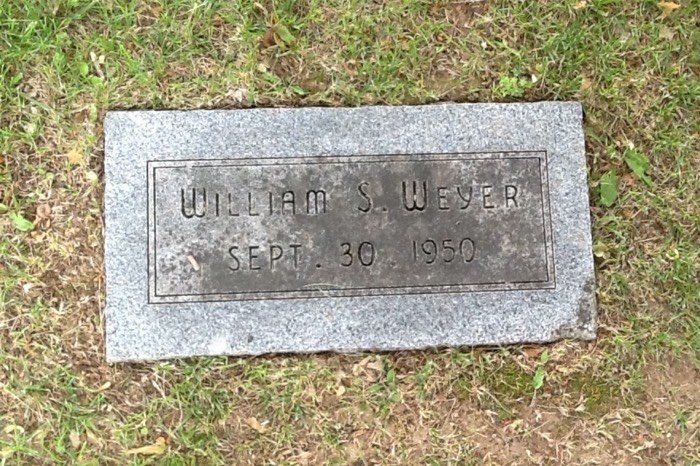 WILLIAM S. WEYER
SEPT. 30. 1950